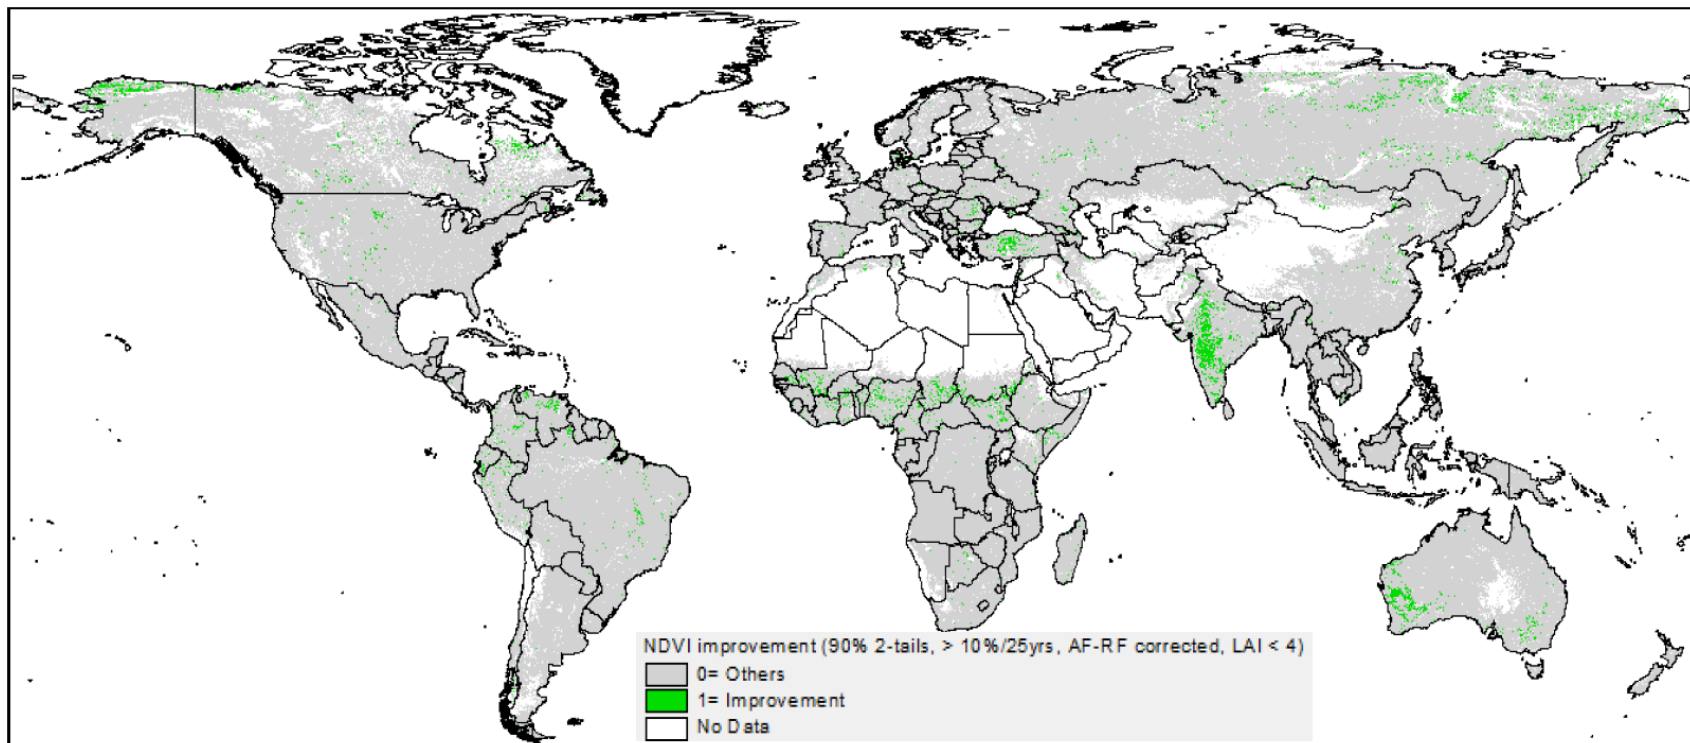 NDVI improvement (90% 2-tails, > 10%/25yrs, AF-RF corrected, LAI < 4)
0= Others
1= Improvement
No Data